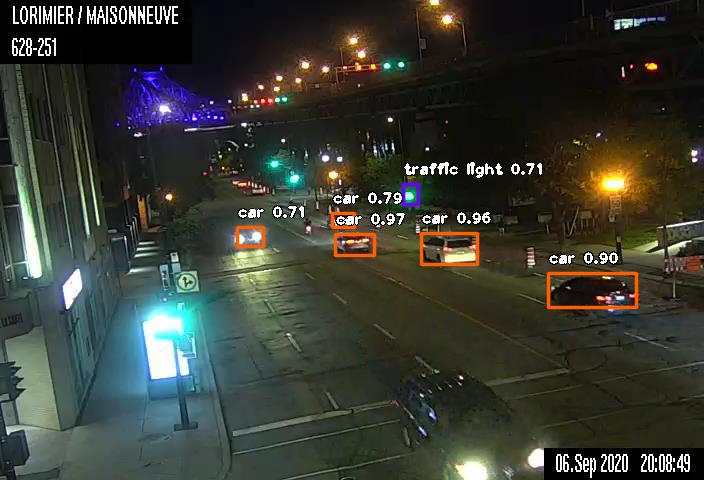 LORIMIER / MAISONNEUVE
628-251
traffic light 0.71
car 0.79
car 0.71
car 0.97
car 0.96
car 0.90
06.Sep 2020 20:08:49